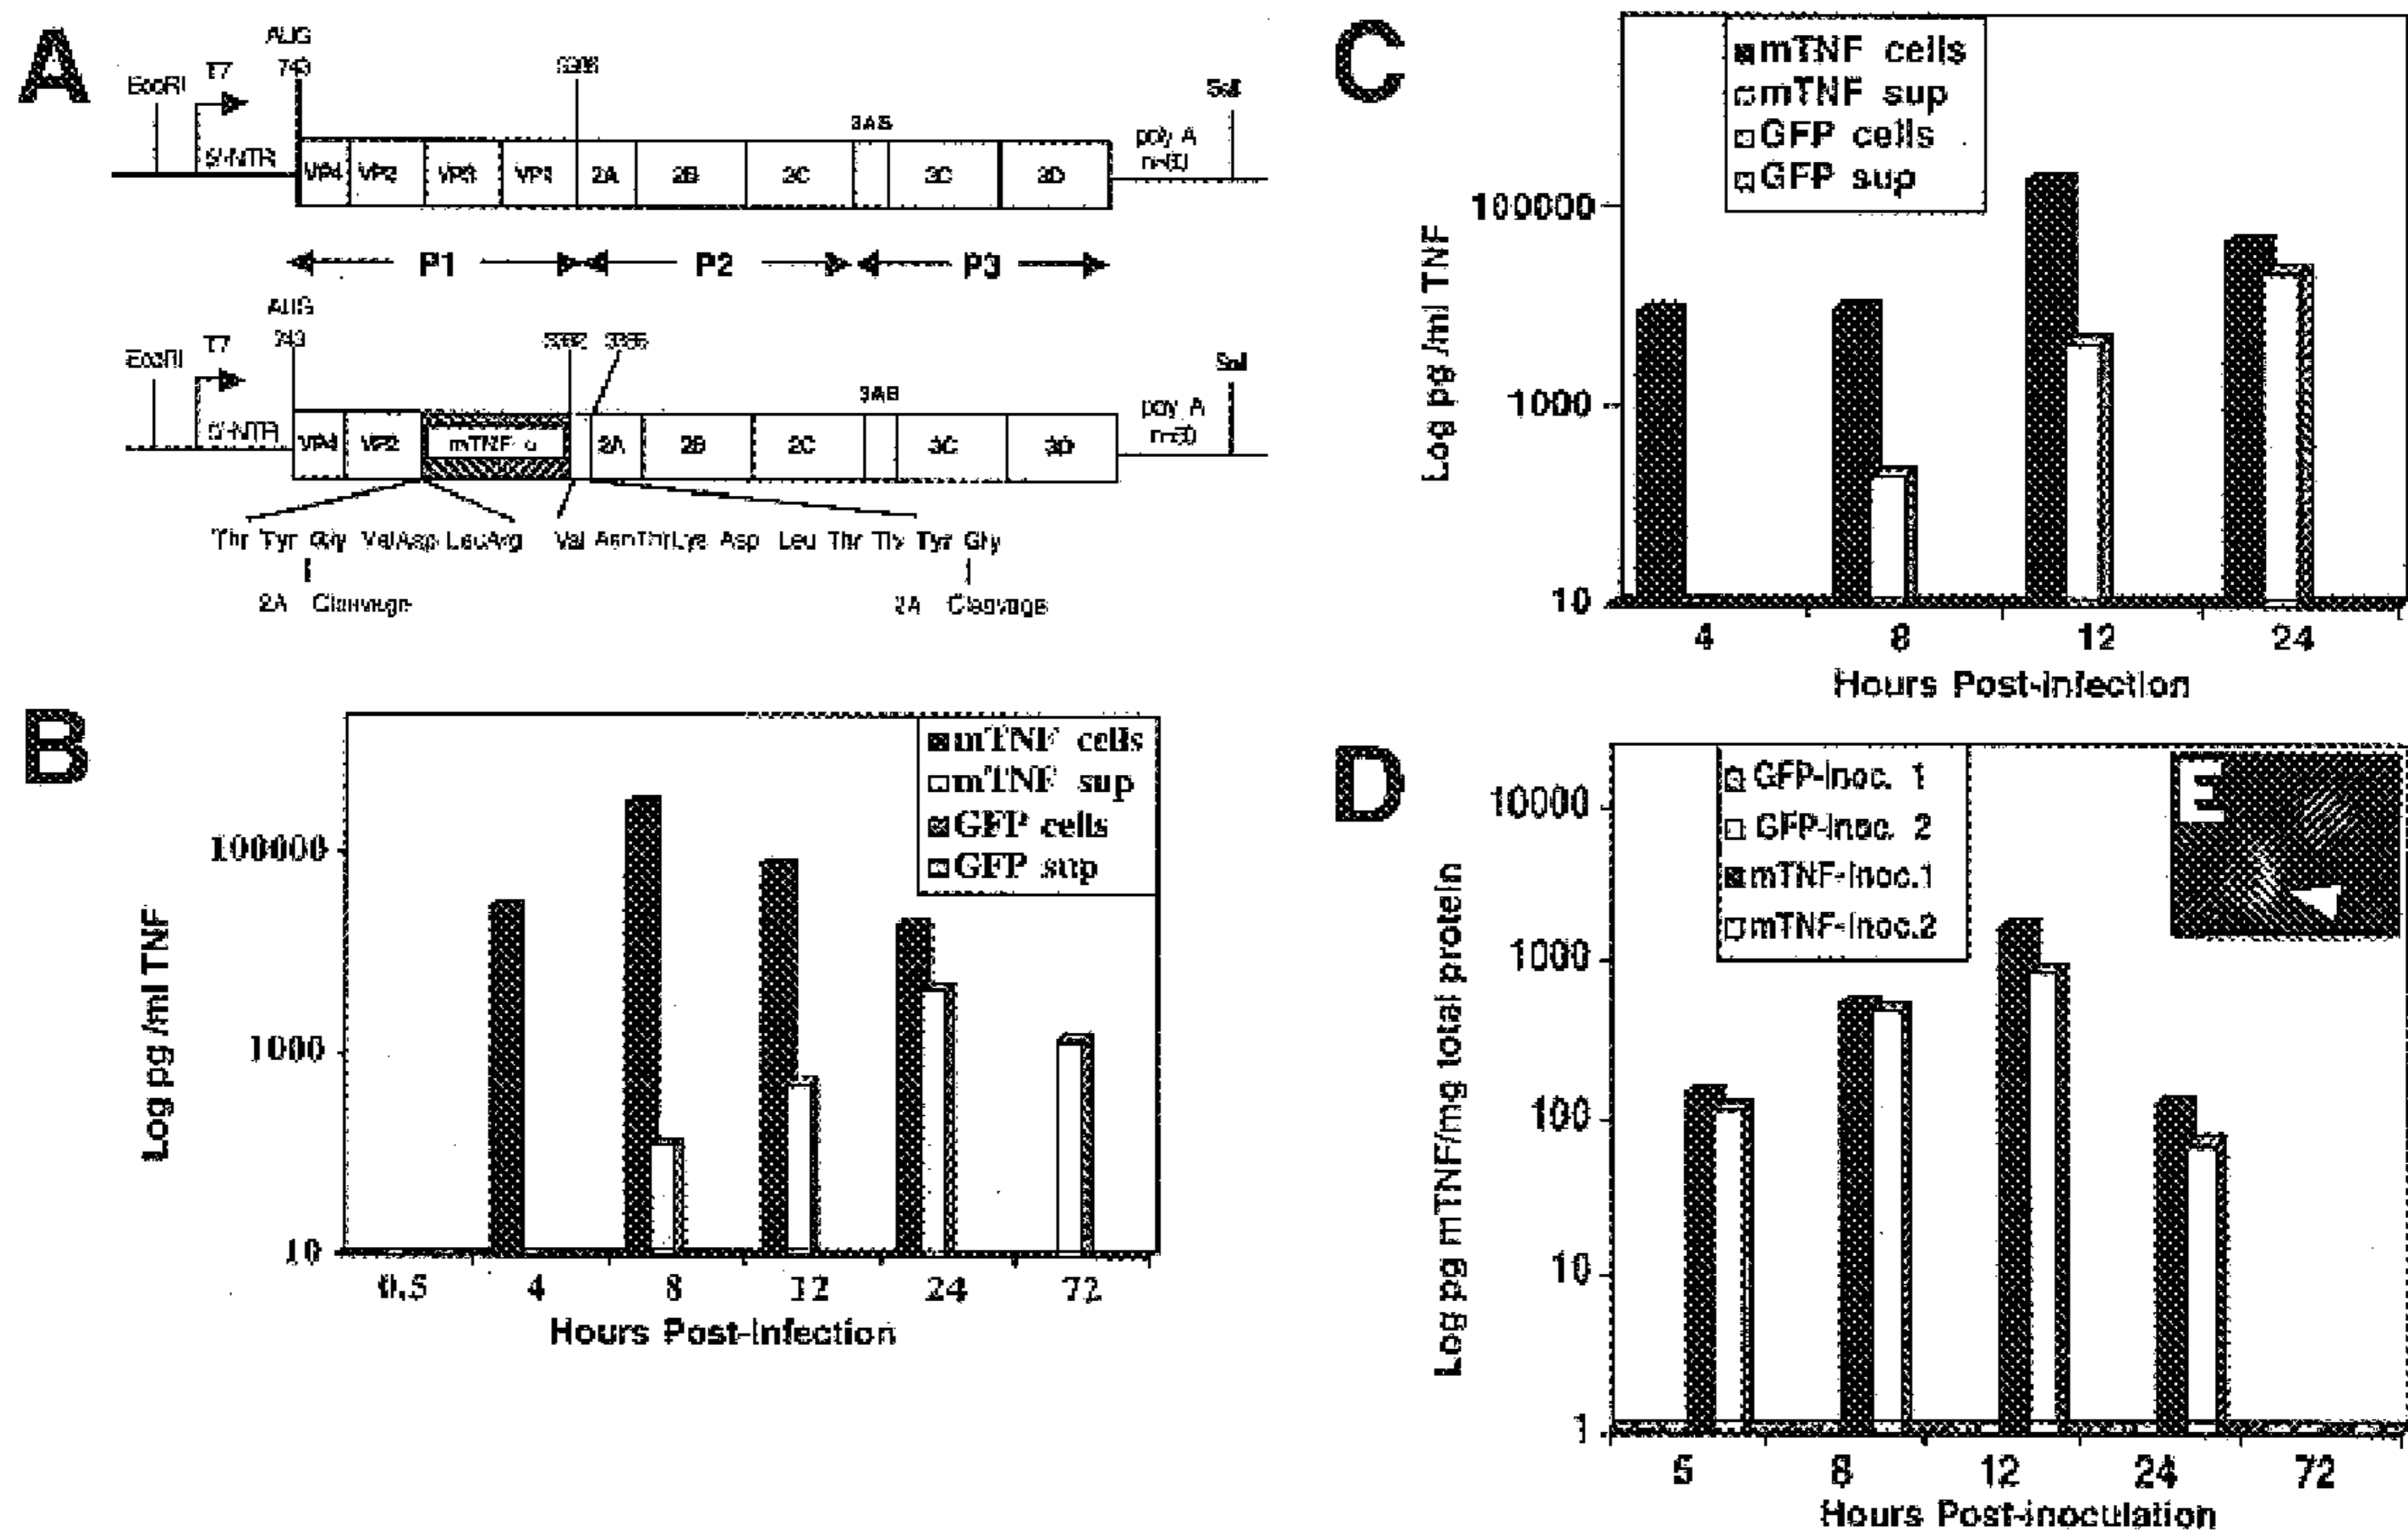 A
AUG
743
EcoRI
T7
5'-NTR
VP4 VP2 VP3 VP1 2A 2B 2C 3C 3D
3AB
poly A
P1 P2 P3
AUG
743
EcoRI
T7
5'-NTR
VP4 VP2 mTNF-α 2A 2B 2C 3C 3D
3AB
poly A
Thr Tyr Gly Val Asp Leu Arg Val Asn Thr Lys Asp Leu Thr Tyr Gly
2A Cleavage 2A Cleavage
B
mTNF cells
mTNF sup
GFP cells
GFP sup
100000
1000
10
Log pg /ml TNF
0.5 4 8 12 24 72
Hours Post-Infection
C
mTNF cells
mTNF sup
GFP cells
GFP sup
100000
1000
10
Log pg /ml TNF
4 8 12 24
Hours Post-Infection
D
GFP-Inoc. 1
GFP-Inoc. 2
mTNF-Inoc.1
mTNF-Inoc.2
E
10000
1000
100
10
1
Log pg mTNF/mg total protein
5 8 12 24 72
Hours Post-inoculation